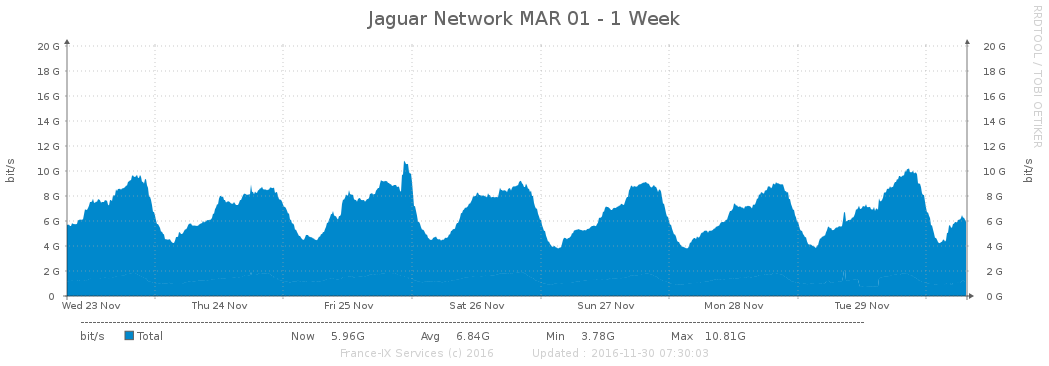 Jaguar Network MAR 01 - 1 Week
RRDTOOL / TOBI OETIKER
bit/s
20 G 20 G
18 G 18 G
16 G 16 G
14 G 14 G
12 G 12 G
10 G 10 G
8 G 8 G
6 G 6 G
4 G 4 G
2 G 2 G
0 0 G
bit/s
Wed 23 Nov Thu 24 Nov Fri 25 Nov Sat 26 Nov Sun 27 Nov Mon 28 Nov Tue 29 Nov
bit/s Total Now 5.96G Avg 6.84G Min 3.78G Max 10.81G
France-IX Services (c) 2016 Updated : 2016-11-30 07:30:03